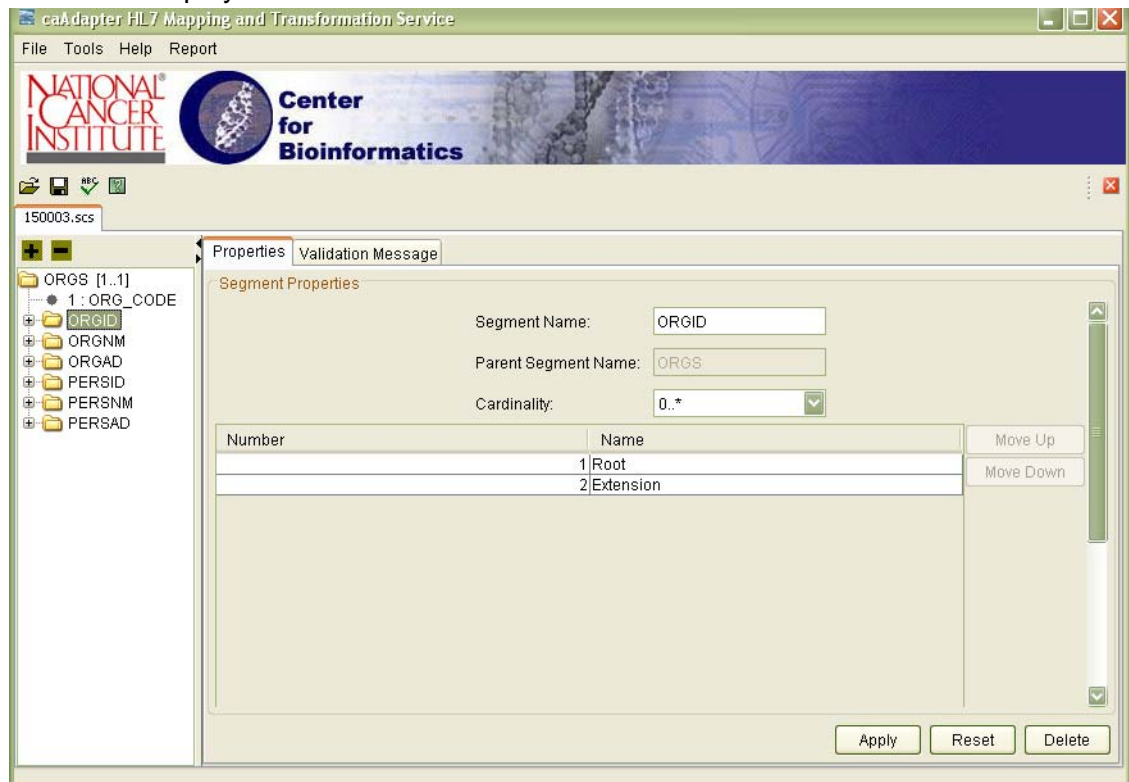 caAdapter HL7 Mapping and Transformation Service
File Tools Help Report
NATIONAL®
CANCER
INSTITUTE
Center
for
Bioinformatics
ABC
150003.scs
Properties Validation Message
ORGS [1..1]
1 : ORG_CODE
ORGID
ORGNM
ORGAD
PERSID
PERSNM
PERSAD
Segment Properties
Segment Name: ORGID
Parent Segment Name: ORGS
Cardinality: 0..*
Number Name
1 Root
2 Extension
Move Up
Move Down
Apply Reset Delete